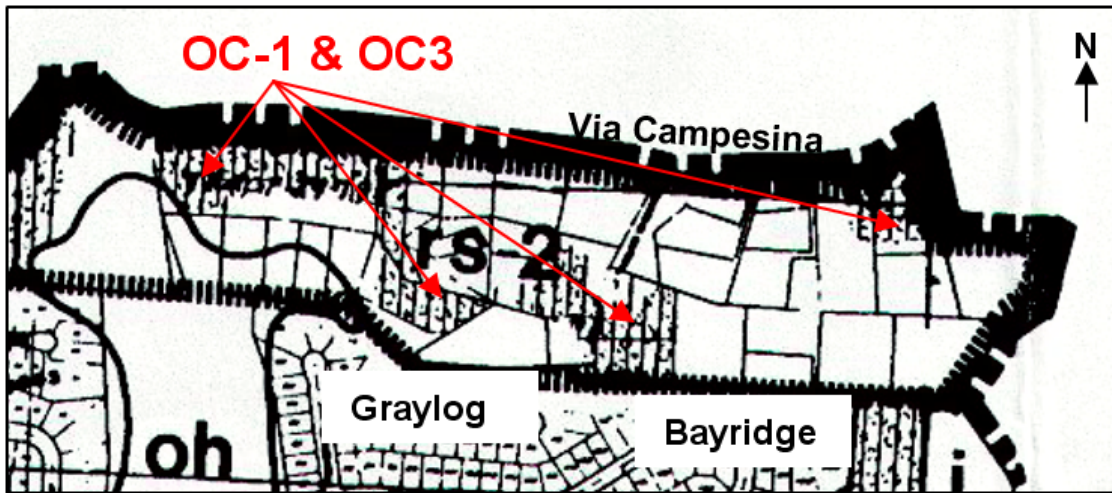 OC-1 & OC3
N
Via Campesina
rs-2
Graylog
Bayridge
oh
i